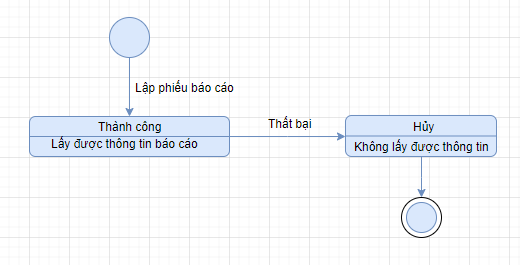 Lập phiếu báo cáo
Thành công
Lấy được thông tin báo cáo
Thất bại
Hủy
Không lấy được thông tin